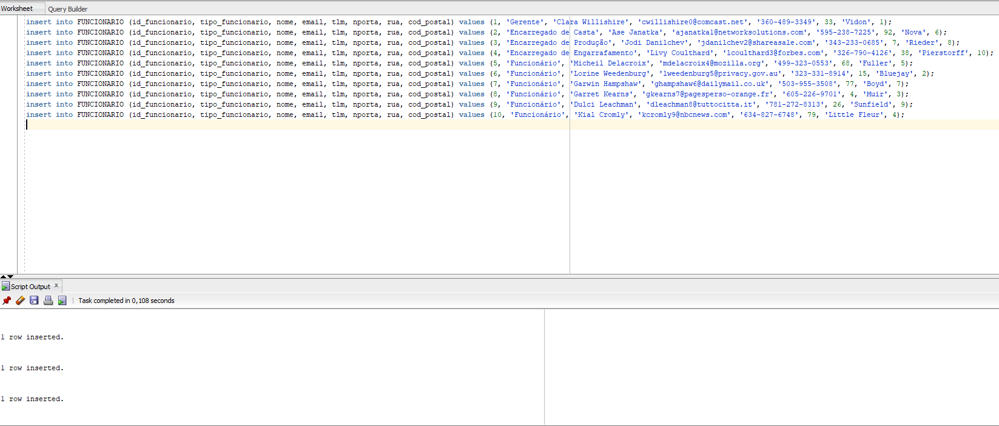 Worksheet Query Builder
insert into FUNCIONARIO (id_funcionario, tipo_funcionario, nome, email, tlm, nporta, rua, cod_postal) values (1, 'Gerente', 'Clara Willishire', 'cwillishire0@comcast.net', '360-489-3349', 33, 'Vidon', 1);
insert into FUNCIONARIO (id_funcionario, tipo_funcionario, nome, email, tlm, nporta, rua, cod_postal) values (2, 'Encarregado de Casta', 'Ase Janatka', 'ajanatka1@networksolutions.com', '595-238-7225', 92, 'Nova', 6);
insert into FUNCIONARIO (id_funcionario, tipo_funcionario, nome, email, tlm, nporta, rua, cod_postal) values (3, 'Encarregado de Produção', 'Jodi Danilchev', 'jdanilchev2@shareasale.com', '343-233-0685', 7, 'Rieder', 8);
insert into FUNCIONARIO (id_funcionario, tipo_funcionario, nome, email, tlm, nporta, rua, cod_postal) values (4, 'Encarregado de Engarrafamento', 'Livy Coulthard', 'lcoulthard3@forbes.com', '326-790-4126', 38, 'Pierstorff', 10);
insert into FUNCIONARIO (id_funcionario, tipo_funcionario, nome, email, tlm, nporta, rua, cod_postal) values (5, 'Funcionário', 'Micheil Delacroix', 'mdelacroix4@mozilla.org', '499-323-0553', 68, 'Fuller', 5);
insert into FUNCIONARIO (id_funcionario, tipo_funcionario, nome, email, tlm, nporta, rua, cod_postal) values (6, 'Funcionário', 'Lorine Weedenburg', 'lweedenburg5@privacy.gov.au', '323-331-8914', 15, 'Bluejay', 2);
insert into FUNCIONARIO (id_funcionario, tipo_funcionario, nome, email, tlm, nporta, rua, cod_postal) values (7, 'Funcionário', 'Garwin Hampshaw', 'ghampshaw6@dailymail.co.uk', '503-955-3508', 77, 'Boyd', 7);
insert into FUNCIONARIO (id_funcionario, tipo_funcionario, nome, email, tlm, nporta, rua, cod_postal) values (8, 'Funcionário', 'Garret Kearns', 'gkearns7@pagesperso-orange.fr', '605-226-9701', 4, 'Muir', 3);
insert into FUNCIONARIO (id_funcionario, tipo_funcionario, nome, email, tlm, nporta, rua, cod_postal) values (9, 'Funcionário', 'Dulci Leachman', 'dleachman8@tuttocitta.it', '781-272-8313', 26, 'Sunfield', 9);
insert into FUNCIONARIO (id_funcionario, tipo_funcionario, nome, email, tlm, nporta, rua, cod_postal) values (10, 'Funcionário', 'Kial Cromly', 'kcromly9@nbcnews.com', '634-827-6748', 79, 'Little Fleur', 4);
Script Output x
Task completed in 0,108 seconds
1 row inserted.
1 row inserted.
1 row inserted.